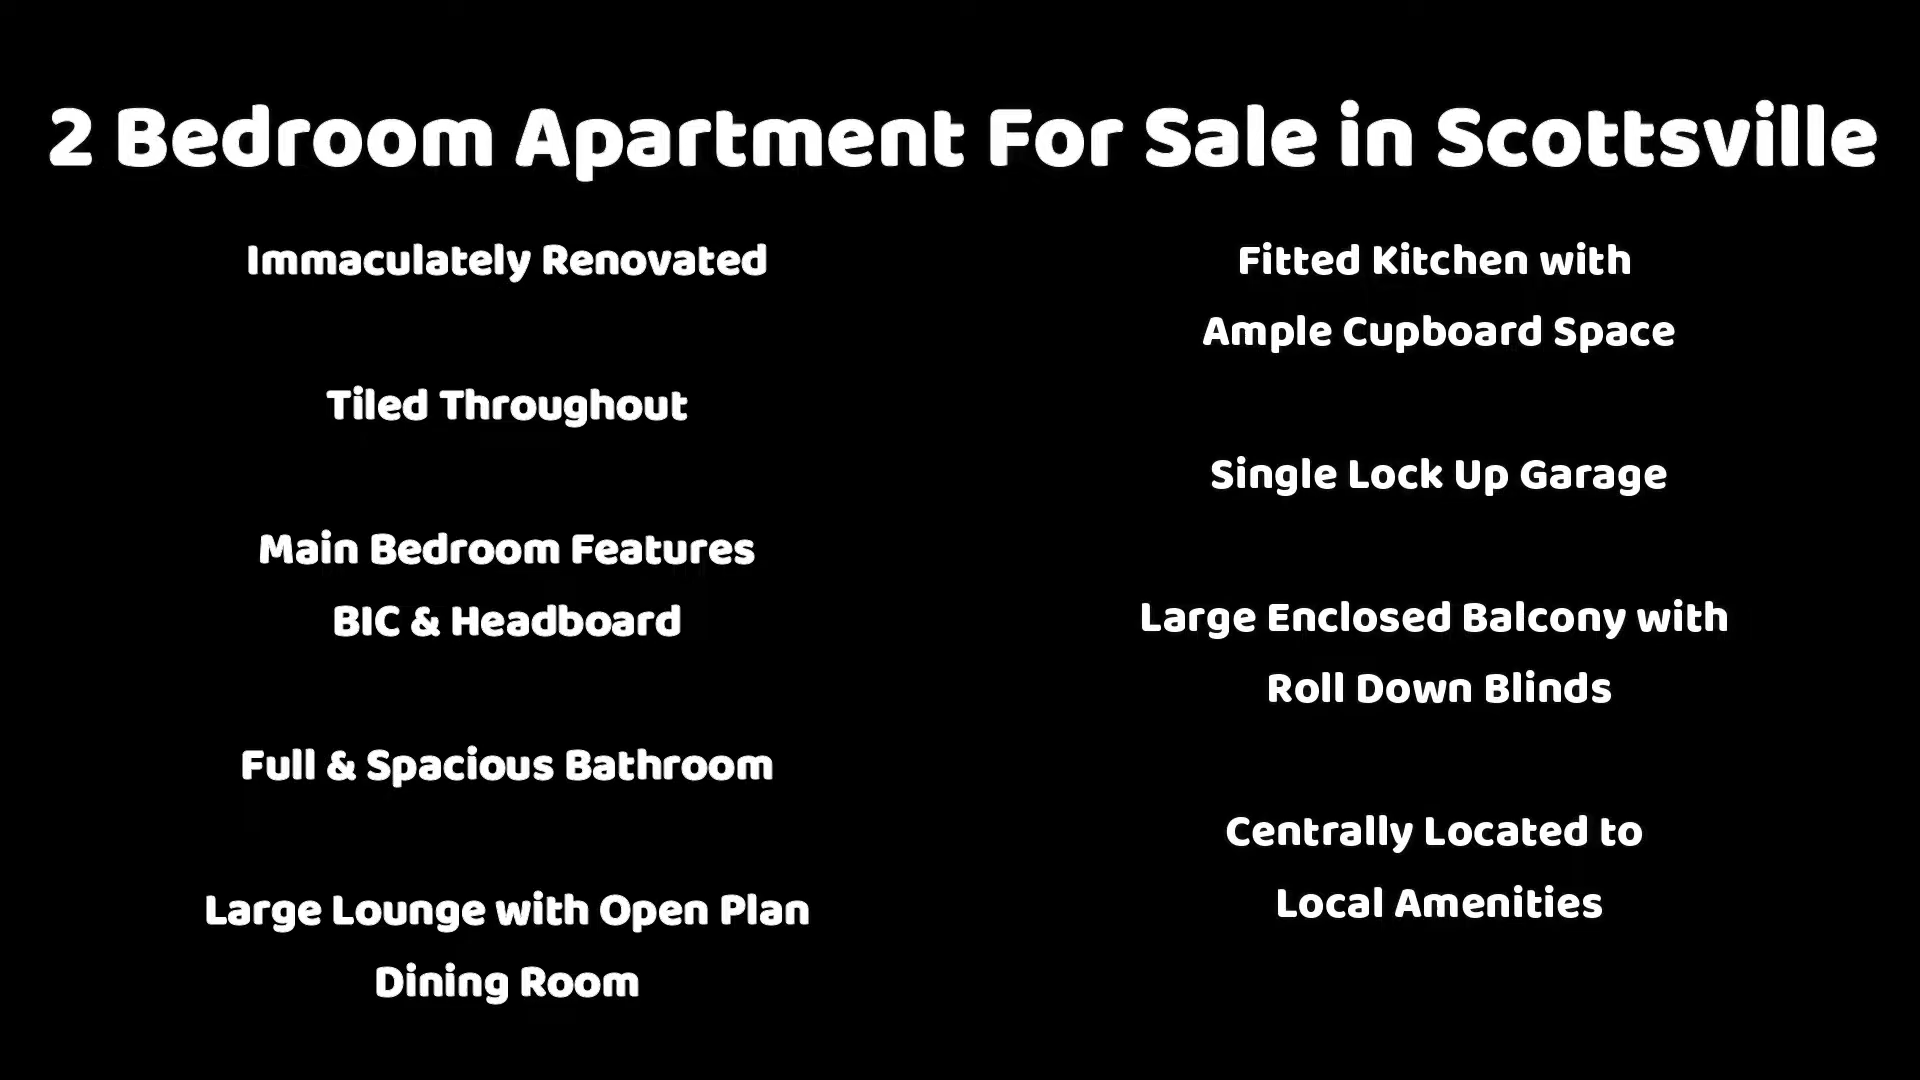 2 Bedroom Apartment For Sale in Scottsville
Immaculately Renovated
Tiled Throughout
Main Bedroom Features
BIC & Headboard
Full & Spacious Bathroom
Large Lounge with Open Plan
Dining Room
Fitted Kitchen with
Ample Cupboard Space
Single Lock Up Garage
Large Enclosed Balcony with
Roll Down Blinds
Centrally Located to
Local Amenities